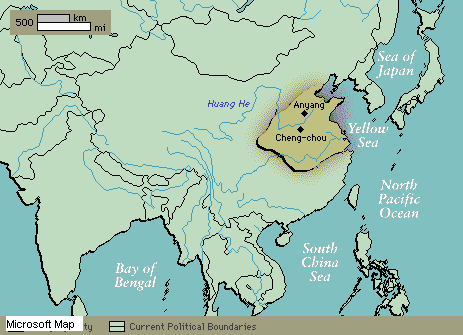 500
km
mi
Sea of
Japan
Huang He
Anyang
Cheng-chou
Yellow
Sea
North
Pacific
Ocean
South
China
Sea
Bay of
Bengal
Microsoft Map
ty
Current Political Boundaries